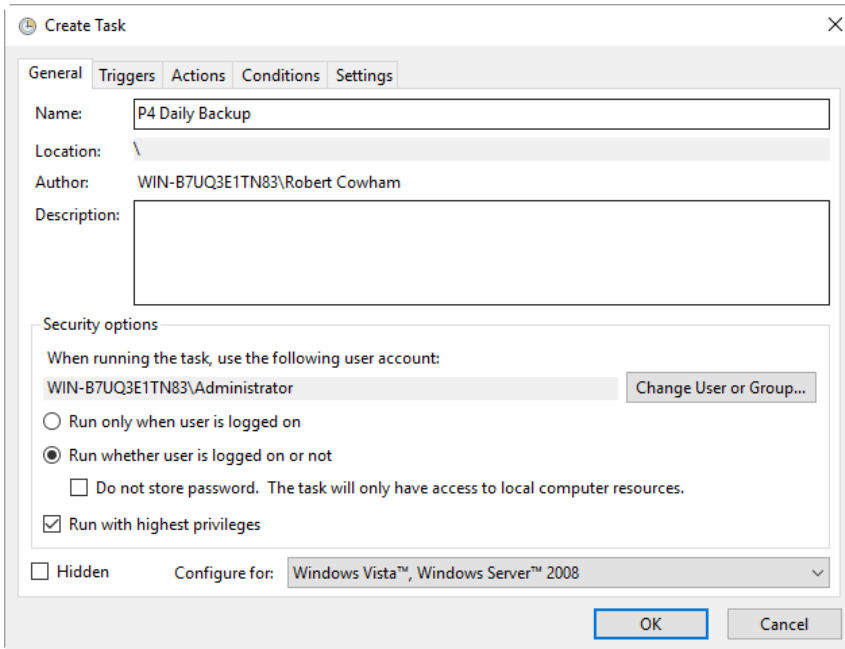 Create Task
General Triggers Actions Conditions Settings
Name: P4 Daily Backup
Location: \
Author: WIN-B7UQ3E1TN83\Robert Cowham
Description:
Security options
When running the task, use the following user account:
WIN-B7UQ3E1TN83\Administrator Change User or Group...
Run only when user is logged on
Run whether user is logged on or not
Do not store password. The task will only have access to local computer resources.
Run with highest privileges
Hidden Configure for: Windows Vista™, Windows Server™ 2008
OK Cancel